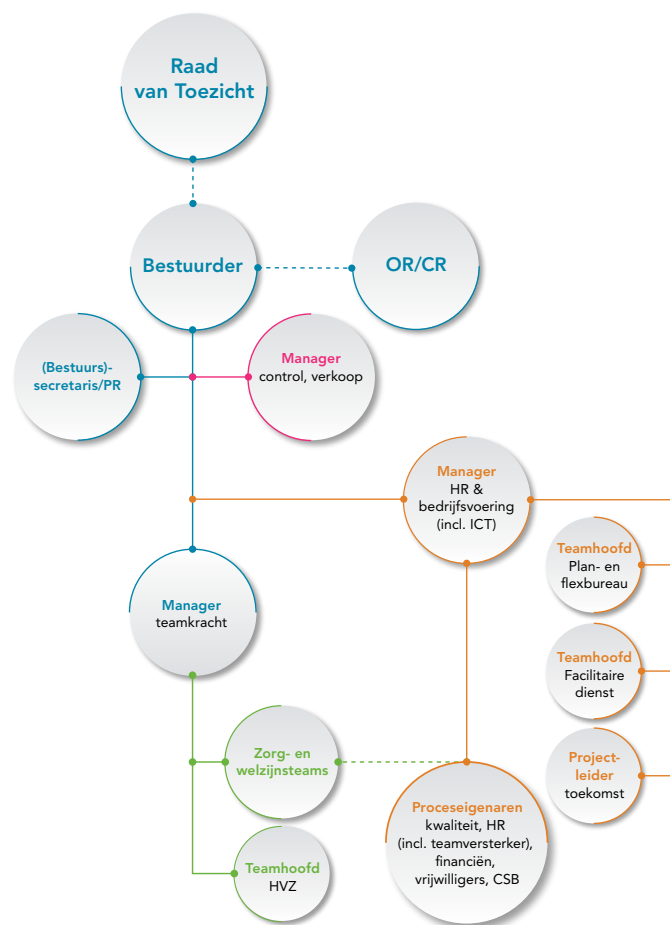 Raad
van Toezicht
Bestuurder
OR/CR
(Bestuurs)-
secretaris/PR
Manager
control, verkoop
Manager
HR &
bedrijfsvoering
(incl. ICT)
Teamhoofd
Plan- en
flexbureau
Manager
teamkracht
Teamhoofd
Facilitaire
dienst
Zorg- en
welzijnsteams
Project-
leider
toekomst
Proceseigenaren
kwaliteit, HR
(incl. teamversterker),
financiën,
vrijwilligers, CSB
Teamhoofd
HVZ